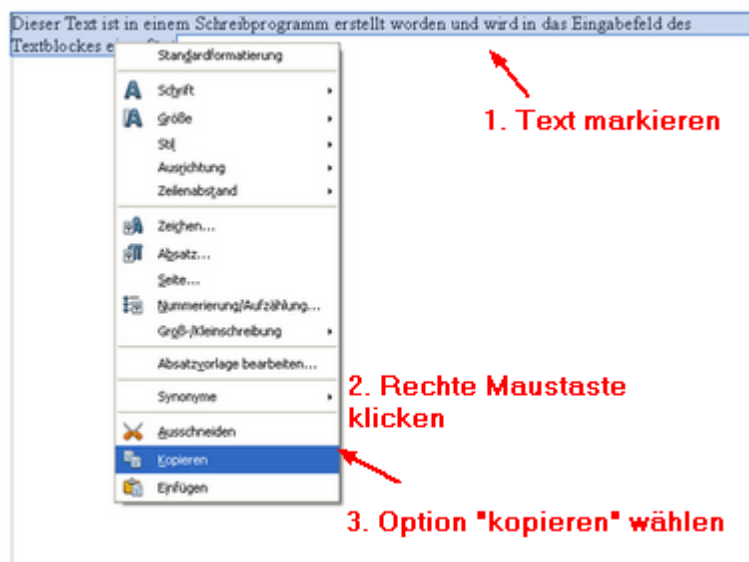 Dieser Text ist in einem Schreibprogramm erstellt worden und wird in das Eingabefeld des
Textblockes
Standardformatierung
1. Text markieren
Schrift
Größe
Stil
Ausrichtung
Zeilenabstand
Zeichen...
Absatz...
Seite...
Nummerierung/Aufzählung...
Groß-/Kleinschreibung
Absatzvorlage bearbeiten...
2. Rechte Maustaste
klicken
Synonyme
Ausschneiden
Kopieren
Einfügen
3. Option "kopieren" wählen